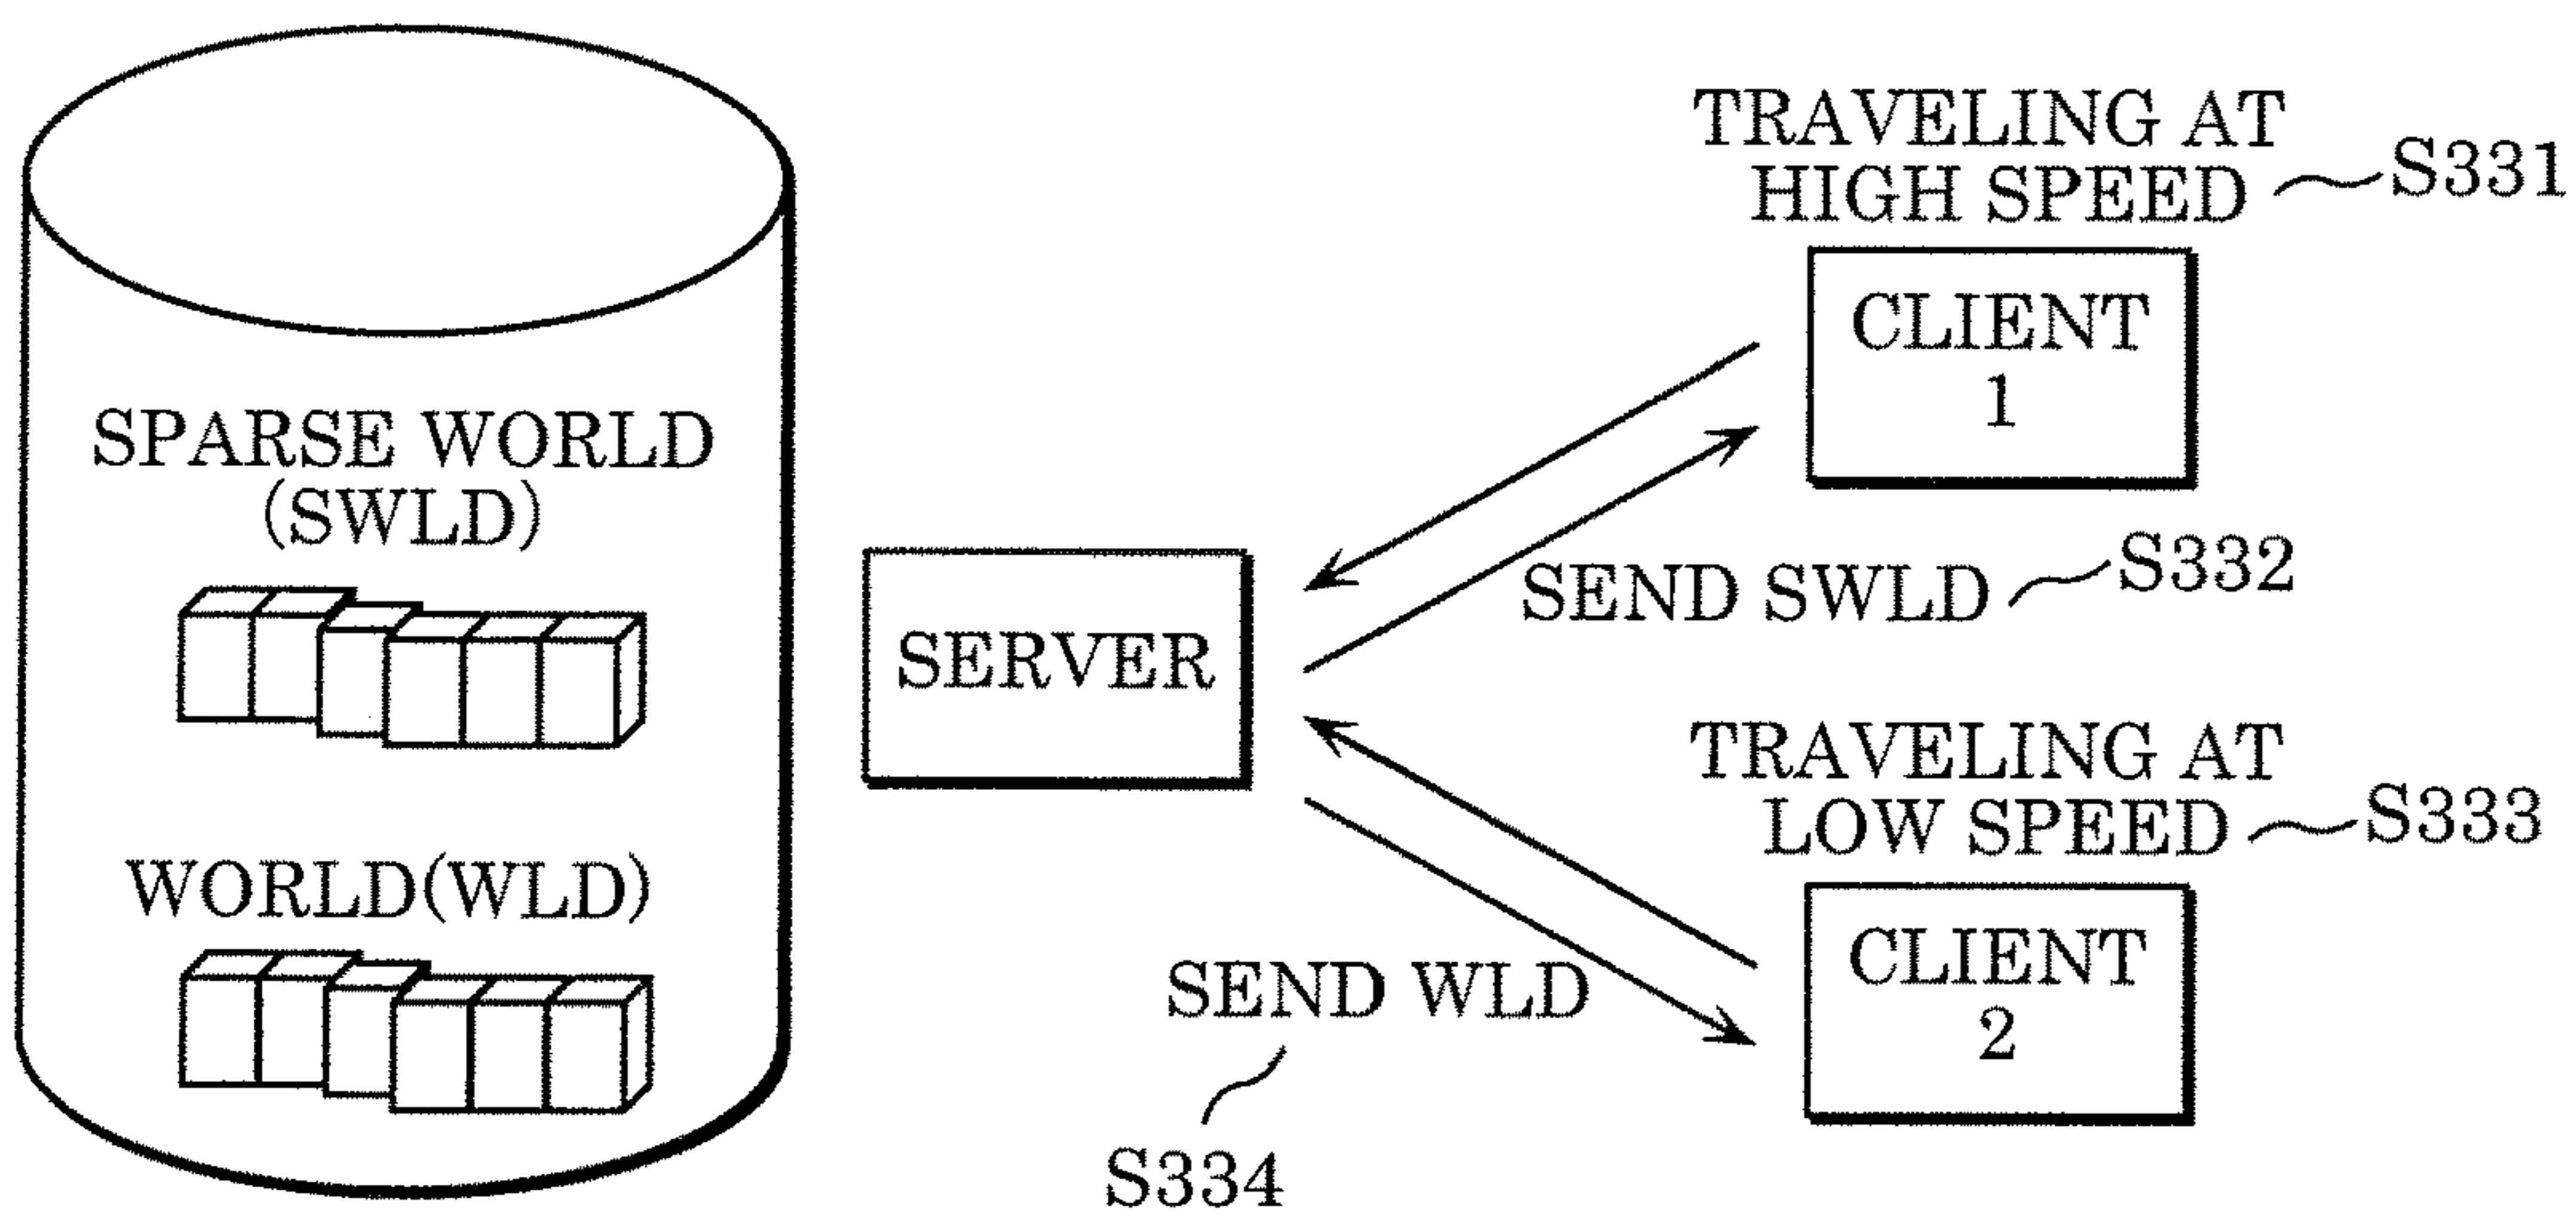 SPARSE WORLD
(SWLD)
WORLD(WLD)
SERVER
TRAVELING AT
HIGH SPEED
S331
CLIENT
1
SEND SWLD
S332
TRAVELING AT
LOW SPEED
S333
CLIENT
2
SEND WLD
S334